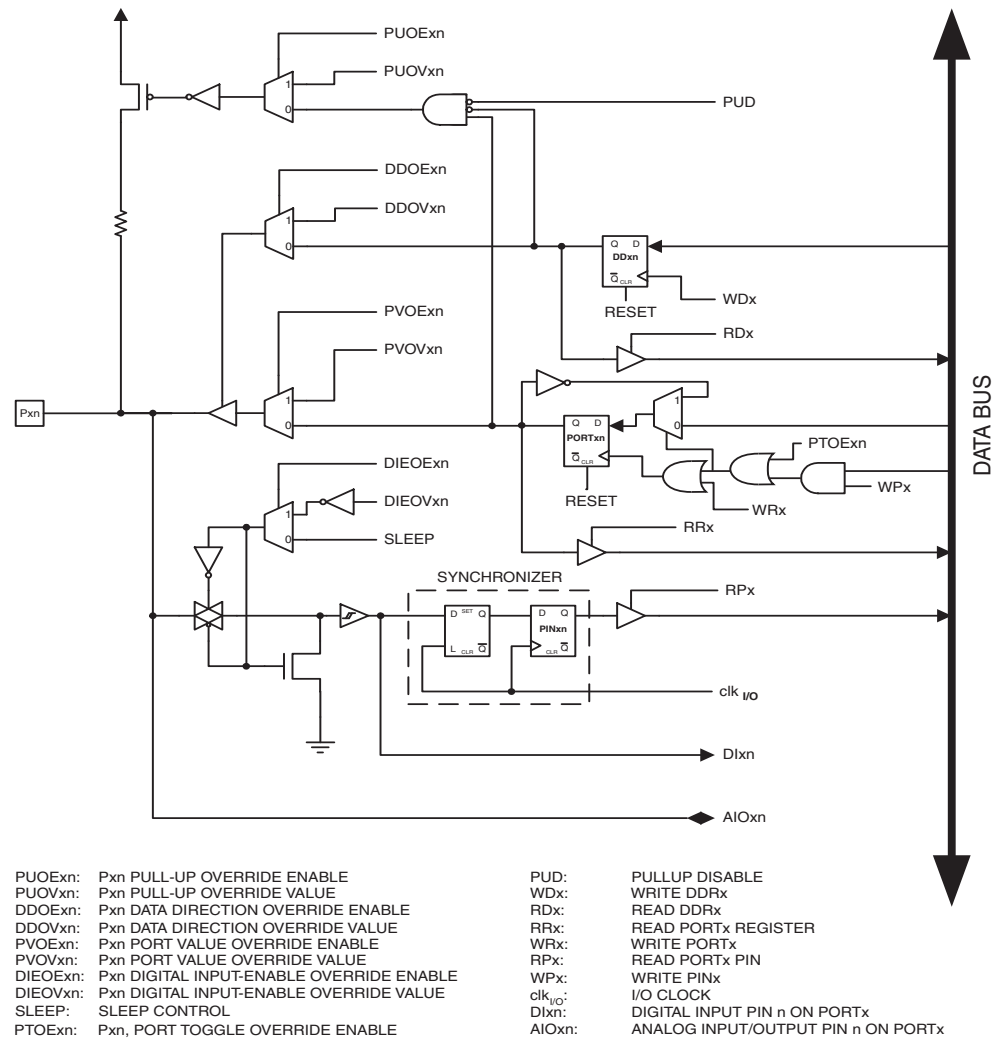 PUOExn
PUOVxn
1
0
PUD
DDOExn
DDOVxn
1
0
Q D
DDxn
Q CLR
WDx
RESET
RDx
PVOExn
PVOVxn
1
0
Pxn
1
0
Q D
PORTxn
Q CLR
PTOExn
WPx
RESET
WRx
RRx
DATA BUS
DIEOExn
DIEOVxn
1
0
SLEEP
SYNCHRONIZER
D SET Q
L CLR Q
D Q
PINxn
CLR Q
RPx
clk I/O
DIxn
AIOxn
PUOExn: Pxn PULL-UP OVERRIDE ENABLE
PUOVxn: Pxn PULL-UP OVERRIDE VALUE
DDOExn: Pxn DATA DIRECTION OVERRIDE ENABLE
DDOVxn: Pxn DATA DIRECTION OVERRIDE VALUE
PVOExn: Pxn PORT VALUE OVERRIDE ENABLE
PVOVxn: Pxn PORT VALUE OVERRIDE VALUE
DIEOExn: Pxn DIGITAL INPUT-ENABLE OVERRIDE ENABLE
DIEOVxn: Pxn DIGITAL INPUT-ENABLE OVERRIDE VALUE
SLEEP: SLEEP CONTROL
PTOExn: Pxn, PORT TOGGLE OVERRIDE ENABLE
PUD: PULLUP DISABLE
WDx: WRITE DDRx
RDx: READ DDRx
RRx: READ PORTx REGISTER
WRx: WRITE PORTx
RPx: READ PORTx PIN
WPx: WRITE PINx
clkI/O: I/O CLOCK
DIxn: DIGITAL INPUT PIN n ON PORTx
AIOxn: ANALOG INPUT/OUTPUT PIN n ON PORTx